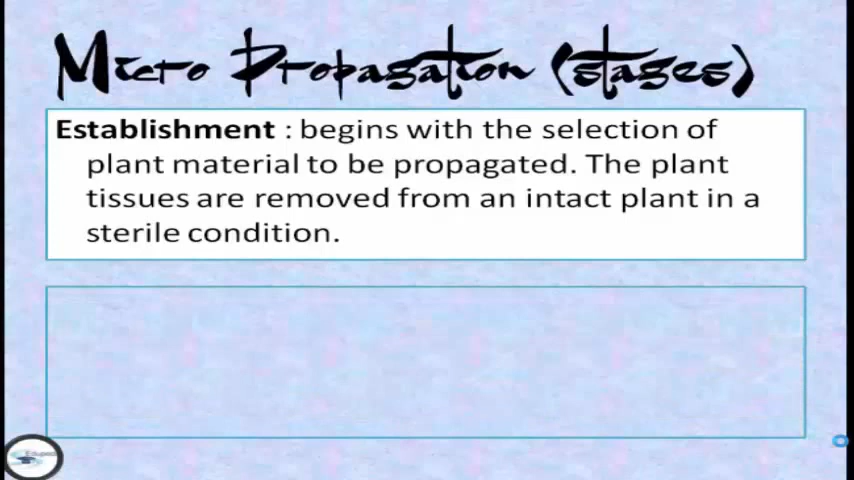 Micro Propagation (stages)
Establishment : begins with the selection of
plant material to be propagated. The plant
tissues are removed from an intact plant in a
sterile condition.